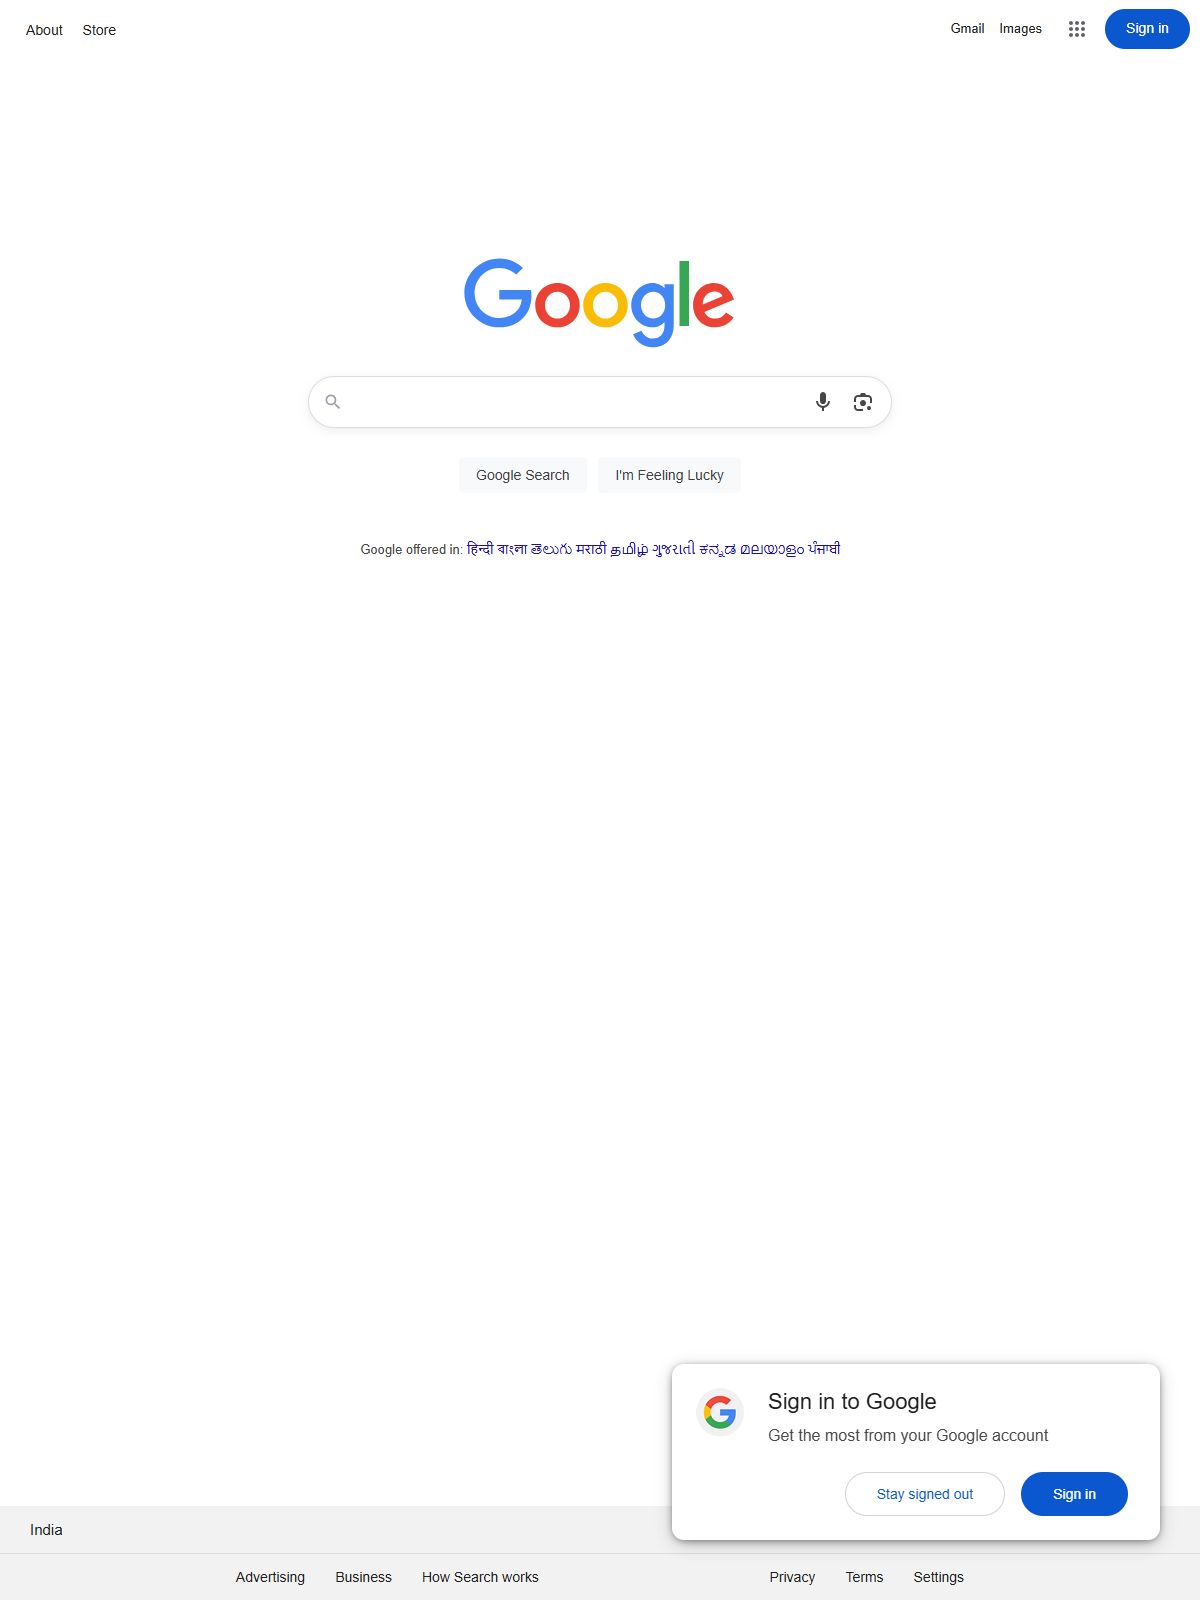 About Store
Gmail Images Sign in
Google
Google Search I'm Feeling Lucky
Google offered in: हिन्दी বাংলা తెలుగు मराठी தமிழ் ગુજરાતી ಕನ್ನಡ മലയാളം ਪੰਜਾਬੀ
Sign in to Google
Get the most from your Google account
Stay signed out Sign in
India
Advertising Business How Search works Privacy Terms Settings